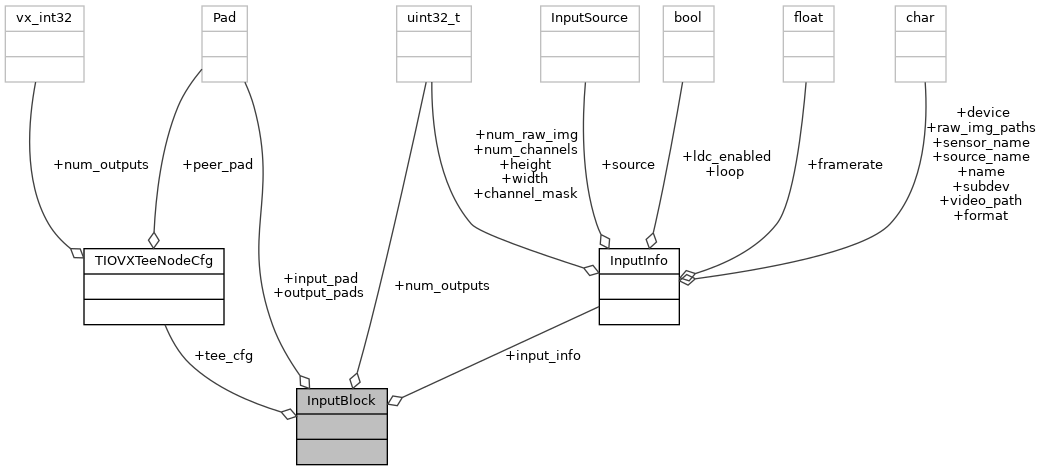 vx_int32
Pad
uint32_t
InputSource
bool
float
char
+num_outputs
+peer_pad
+num_raw_img
+num_channels
+height
+width
+channel_mask
+source
+ldc_enabled
+loop
+framerate
+device
+raw_img_paths
+sensor_name
+source_name
+name
+subdev
+video_path
+format
TIOVXTeeNodeCfg
InputInfo
+input_pad
+output_pads
+num_outputs
+tee_cfg
+input_info
InputBlock